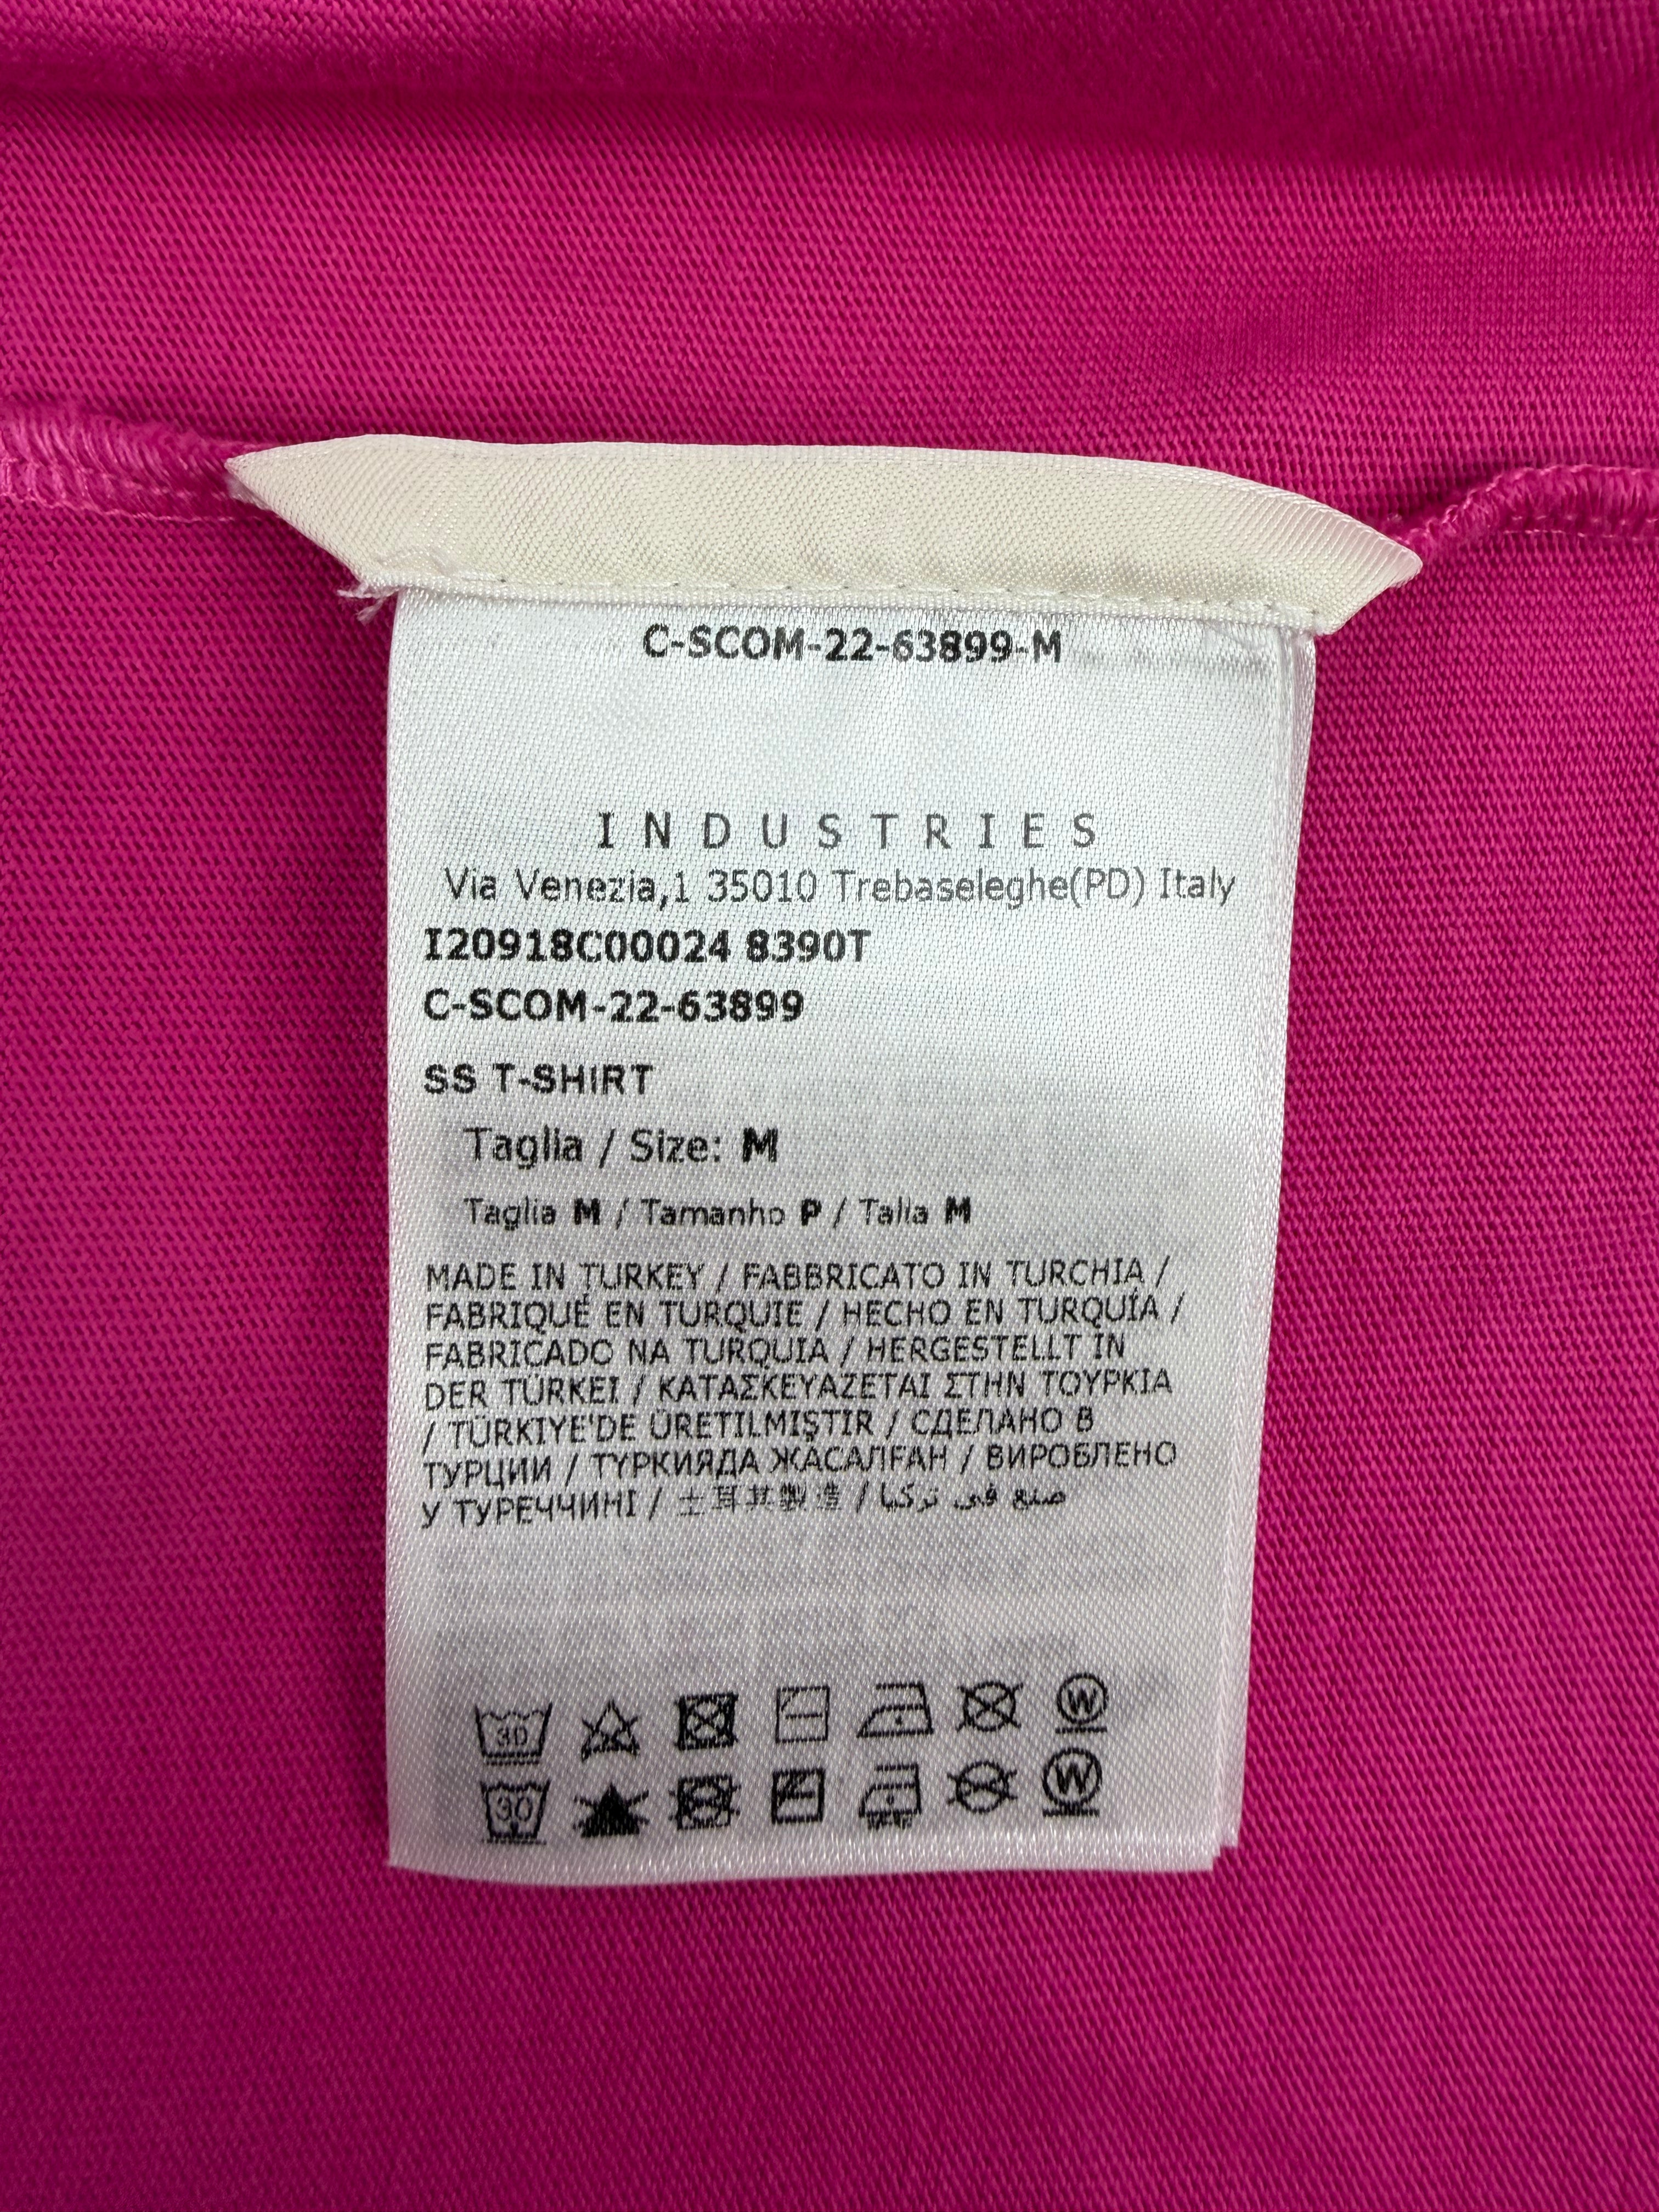 C-SCOM-22-63899-M
INDUSTRIES
Via Venezia,1 35010 Trebaseleghe(PD) Italy
I20918C00024 8390T
C-SCOM-22-63899
SS T-SHIRT
Taglia / Size: M
Taglia M / Tamanho P / Talla M
MADE IN TURKEY / FABBRICATO IN TURCHIA /
FABRIQUÉ EN TURQUIE / HECHO EN TURQUÍA /
FABRICADO NA TURQUIA / HERGESTELLT IN
DER TÜRKEI / ΚΑΤΑΣΚΕΥΑΖΕΤΑΙ ΣΤΗΝ ΤΟΥΡΚΙΑ
/ TÜRKIYE'DE ÜRETILMIŞTIR / СДЕЛАНО В
ТУРЦИИ / ТҮРКИЯДА ЖАСАЛҒАН / ВИРОБЛЕНО
У ТУРЕЧЧИНІ / 土耳其製造 / صنع في تركيا
30 W
30 W